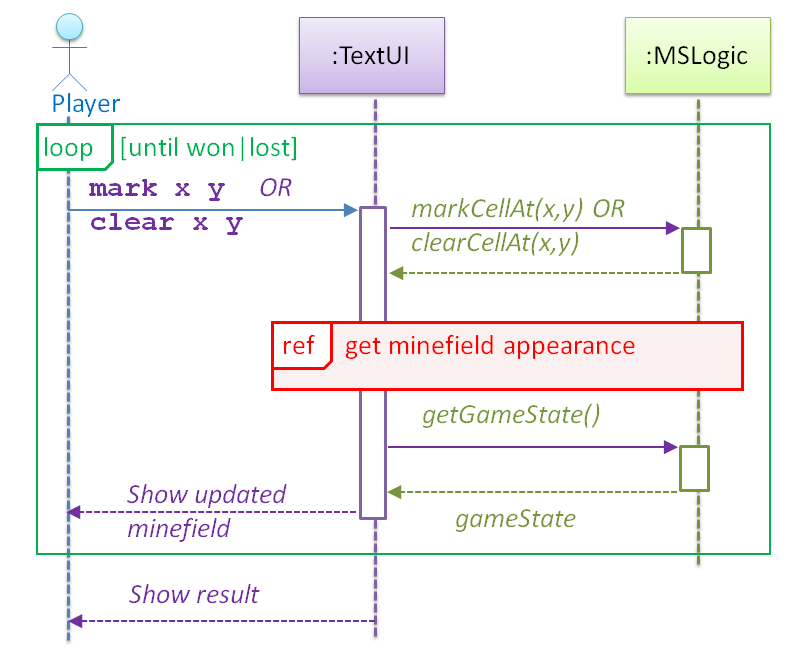 :TextUI
:MSLogic
Player
loop [until won|lost]
mark x y OR
clear x y
markCellAt(x,y) OR
clearCellAt(x,y)
ref get minefield appearance
getGameState()
Show updated
minefield
gameState
Show result